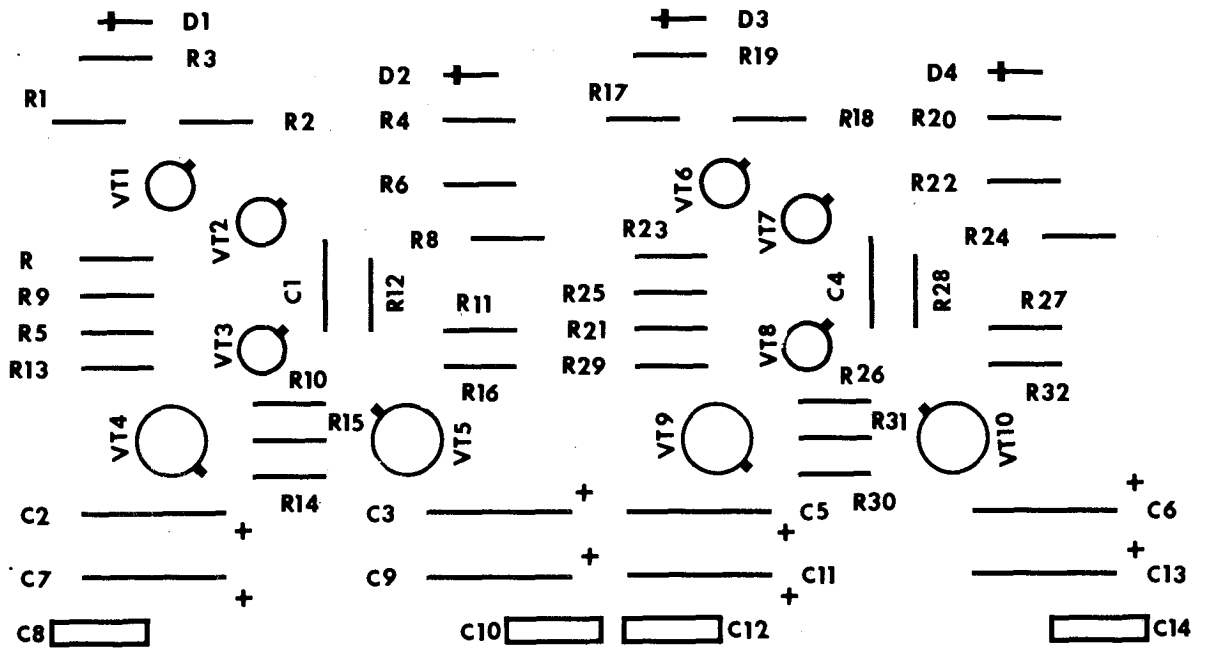 D1
D3
R3
R19
D2
D4
R1
R17
R2
R4
R18
R20
VT1
R6
VT6
R22
VT2
R8
R23
VT7
R24
R
C1
R12
C4
R28
R9
R11
R25
R27
R5
VT3
R21
VT8
R13
R10
R16
R29
R26
R32
VT4
R15
VT5
VT9
R31
VT10
R14
R30
C2
+
C3
+
C5
+
C6
+
C7
+
C9
+
C11
+
C13
+
C8
C10
C12
C14